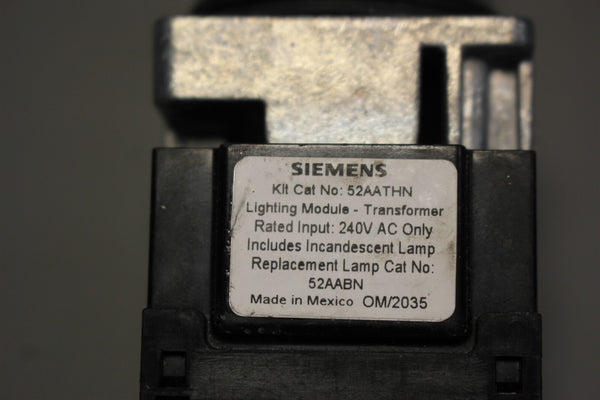 SIEMENS
Kit Cat No: 52AATHN
Lighting Module - Transformer
Rated Input: 240V AC Only
Includes Incandescent Lamp
Replacement Lamp Cat No:
52AABN
Made in Mexico OM/2035